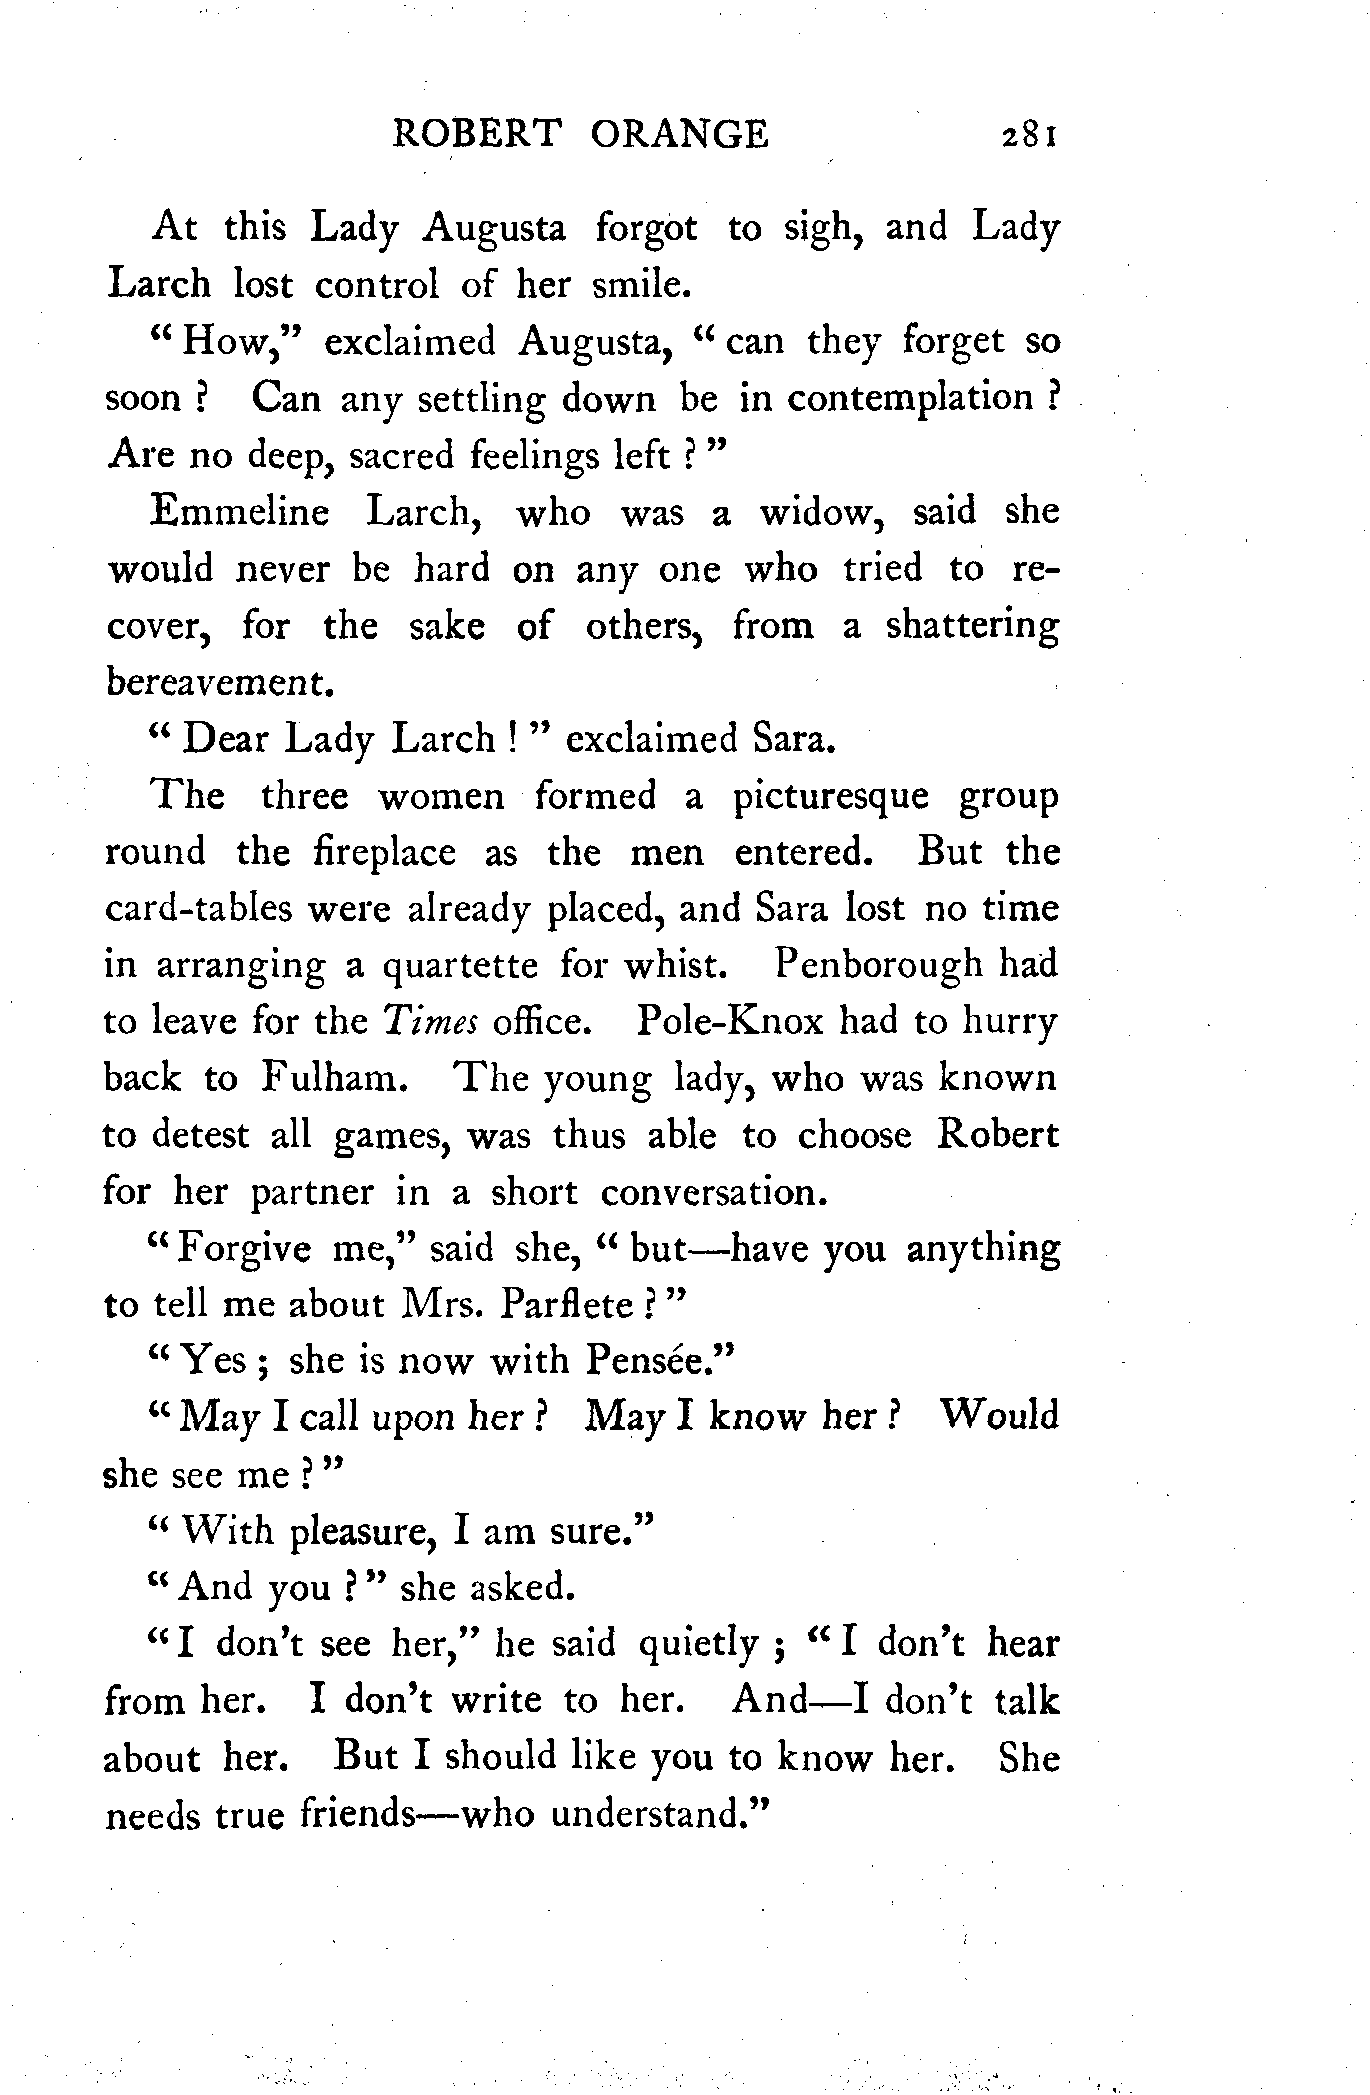 ROBERT ORANGE 281
At this Lady Augusta forgot to sigh, and Lady
Larch lost control of her smile.
“ How,” exclaimed Augusta, “ can they forget so
soon ? Can any settling down be in contemplation ?
Are no deep, sacred feelings left ? ”
Emmeline Larch, who was a widow, said she
would never be hard on any one who tried to re-
cover, for the sake of others, from a shattering
bereavement.
“ Dear Lady Larch ! ” exclaimed Sara.
The three women formed a picturesque group
round the fireplace as the men entered. But the
card-tables were already placed, and Sara lost no time
in arranging a quartette for whist. Penborough had
to leave for the Times office. Pole-Knox had to hurry
back to Fulham. The young lady, who was known
to detest all games, was thus able to choose Robert
for her partner in a short conversation.
“ Forgive me,” said she, “ but—have you anything
to tell me about Mrs. Parflete ? ”
“ Yes ; she is now with Pensée.”
“ May I call upon her ? May I know her ? Would
she see me ? ”
“ With pleasure, I am sure.”
“ And you ? ” she asked.
“ I don’t see her,” he said quietly ; “ I don’t hear
from her. I don’t write to her. And—I don’t talk
about her. But I should like you to know her. She
needs true friends—who understand.”